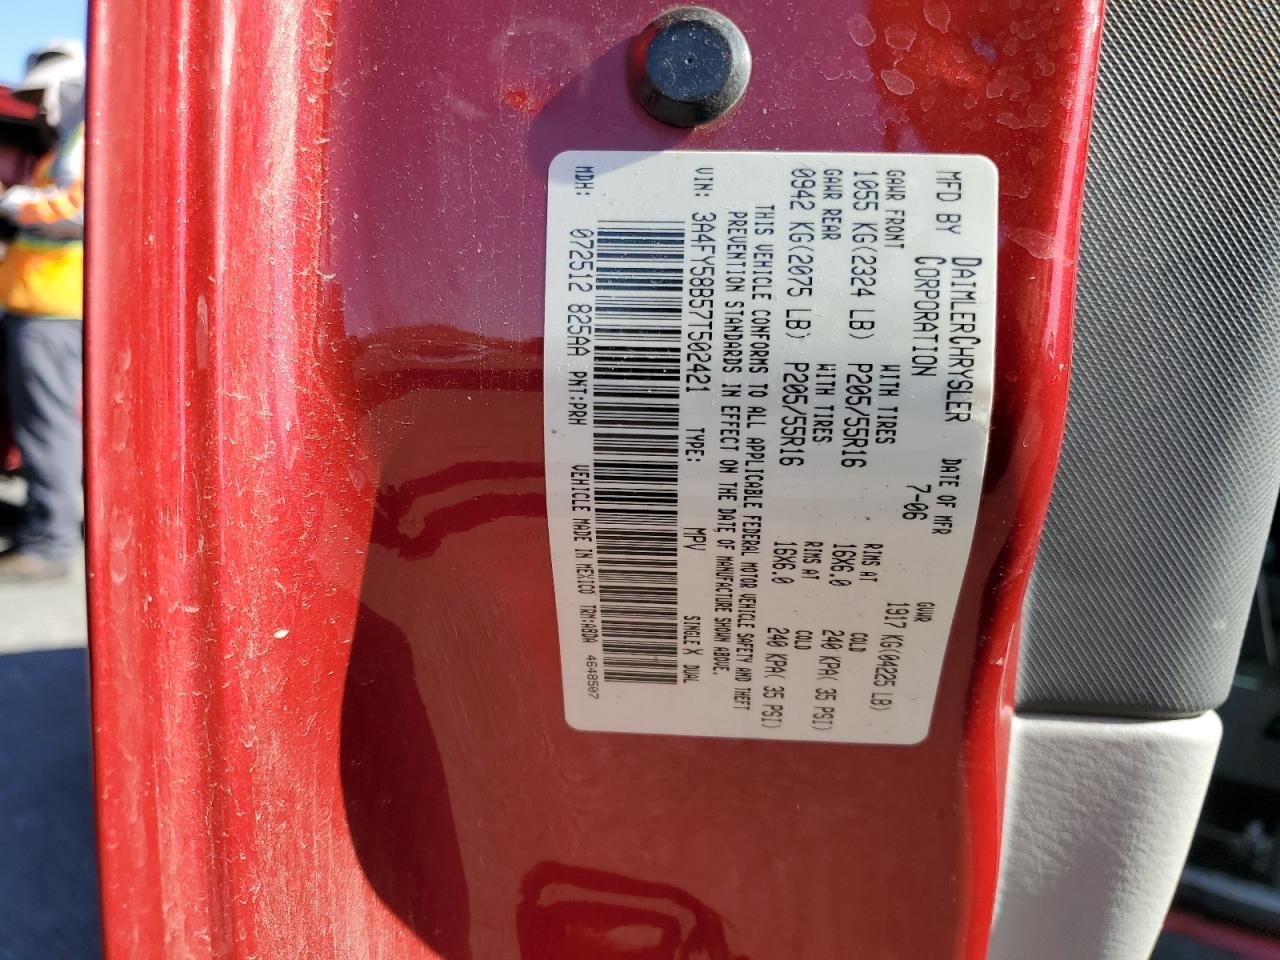 MFD BY DAIMLERCHRYSLER CORPORATION DATE OF MFR 7-06 GVWR 1917 KG(04225 LB)
GAWR FRONT WITH TIRES RIMS AT COLD
1055 KG(2324 LB) P205/55R16 16X6.0 240 KPA( 35 PSI)
GAWR REAR WITH TIRES RIMS AT COLD
0942 KG(2075 LB) P205/55R16 16X6.0 240 KPA( 35 PSI)
THIS VEHICLE CONFORMS TO ALL APPLICABLE FEDERAL MOTOR VEHICLE SAFETY AND THEFT
PREVENTION STANDARDS IN EFFECT ON THE DATE OF MANUFACTURE SHOWN ABOVE.
VIN: 3A4FY58B57T502421 TYPE: MPV SINGLE X DUAL
MDH: 072512 825AA PNT:PRH VEHICLE MADE IN MEXICO TRM:ABDA 4648507